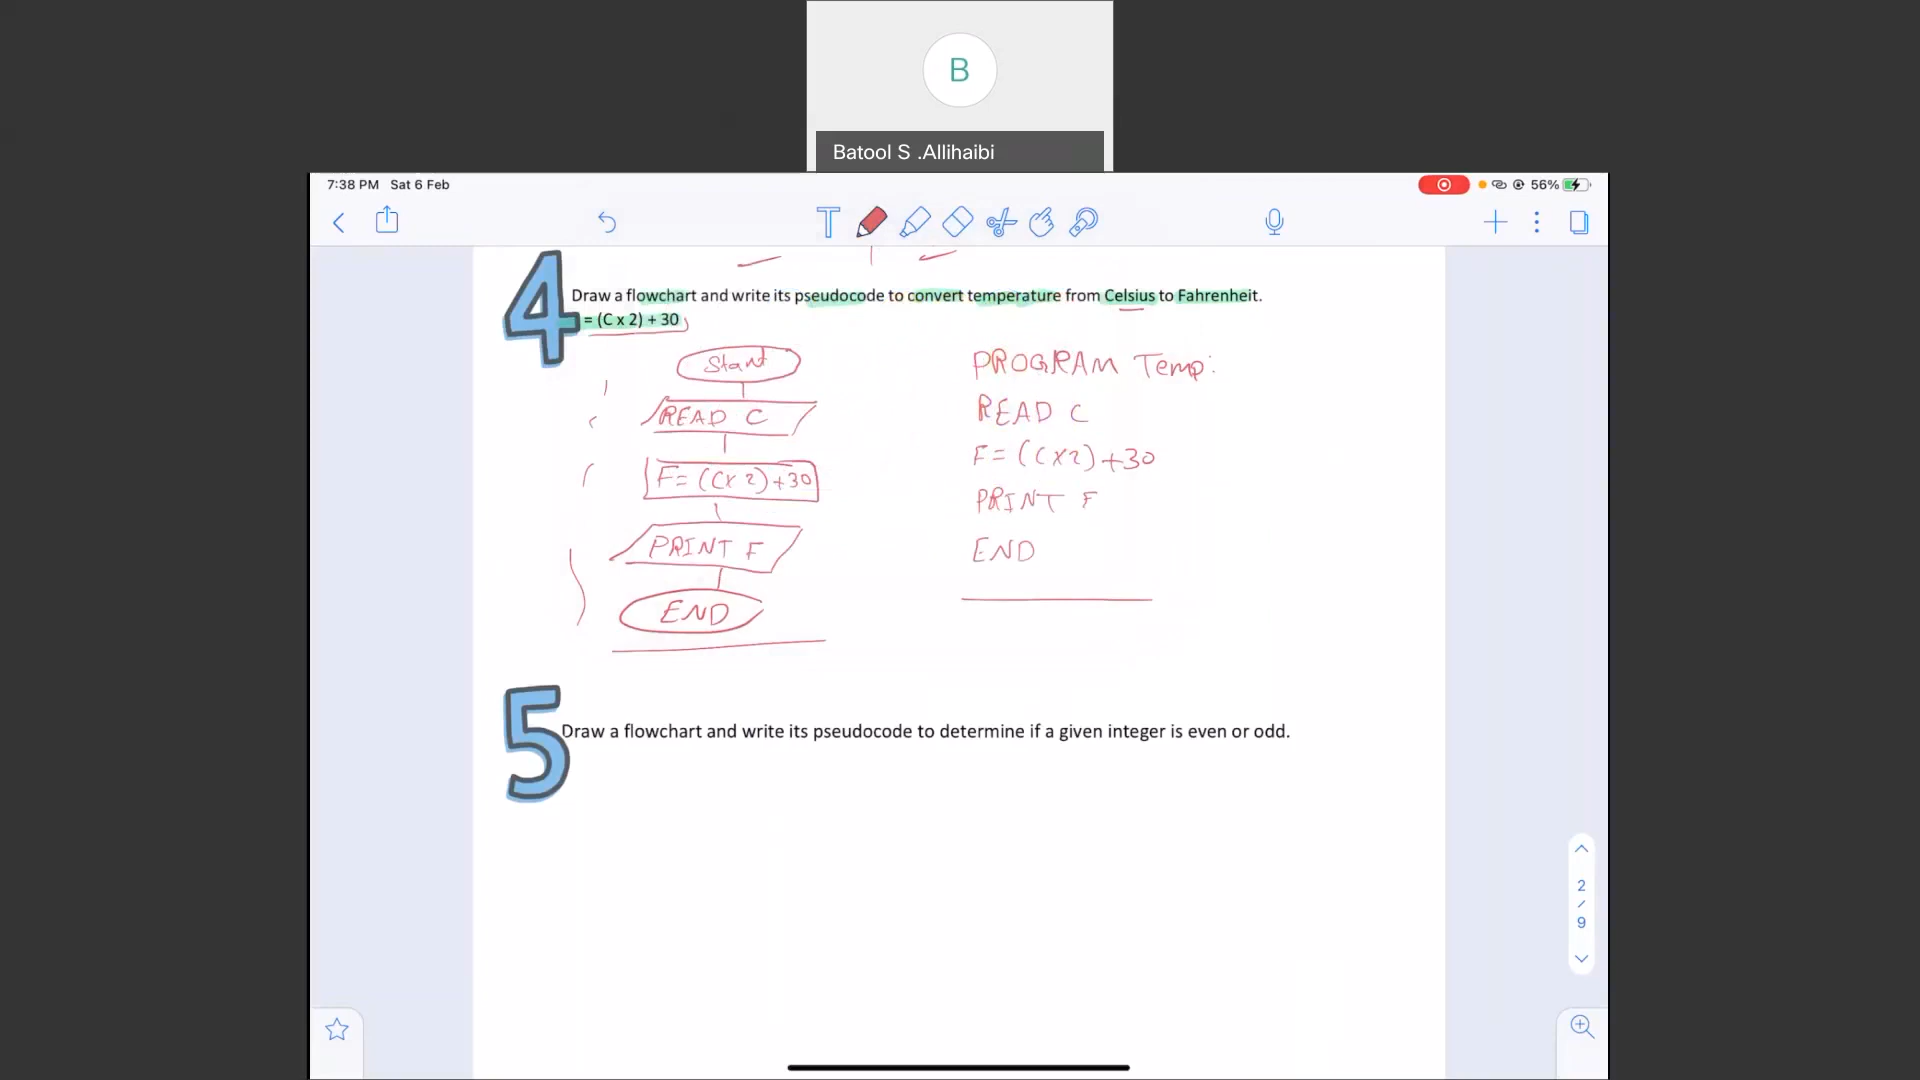 B
Batool S .Allihaibi
7:38 PM Sat 6 Feb
56%
T
4
Draw a flowchart and write its pseudocode to convert temperature from Celsius to Fahrenheit.
= (C x 2) + 30
Start
READ C
F= (Cx2)+30
PRINT F
END
PROGRAM Temp:
READ C
F= (Cx2)+30
PRINT F
END
5
Draw a flowchart and write its pseudocode to determine if a given integer is even or odd.
2
/
9